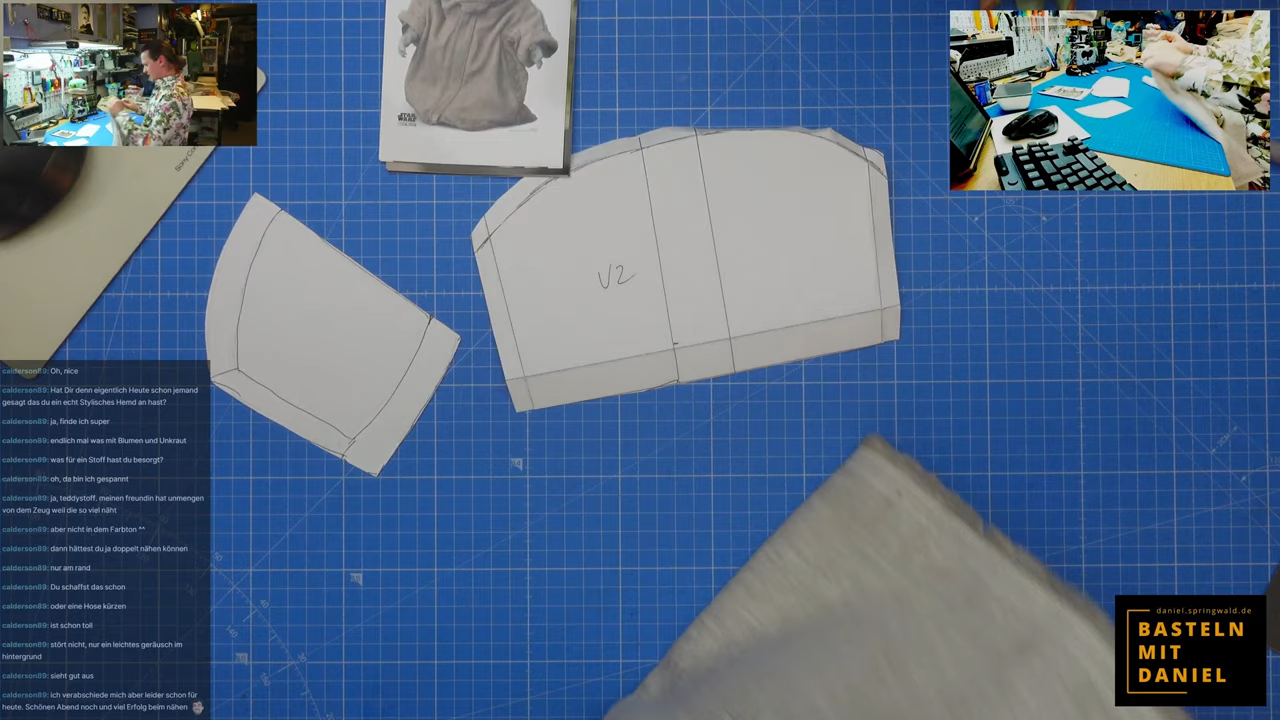 STAR WARS
Sony
V2
calderson89: Oh, nice
calderson89: Hat Dir denn eigentlich Heute schon jemand
gesagt das du ein echt Stylisches Hemd an hast?
calderson89: ja, finde ich super
calderson89: endlich mal was mit Blumen und Unkraut
calderson89: was für ein Stoff hast du besorgt?
calderson89: oh, da bin ich gespannt
calderson89: ja, teddystoff. meinen freundin hat unmengen
von dem Zeug weil die so viel näht
calderson89: aber nicht in dem Farbton ^^
calderson89: dann hättest du ja doppelt nähen können
calderson89: nur am rand
calderson89: Du schaffst das schon
calderson89: oder eine Hose kürzen
calderson89: ist schon toll
calderson89: stört nicht, nur ein leichtes geräusch im
hintergrund
calderson89: sieht gut aus
calderson89: ich verabschiede mich aber leider schon für
heute. Schönen Abend noch und viel Erfolg beim nähen
daniel.springwald.de
BASTELN
MIT
DANIEL